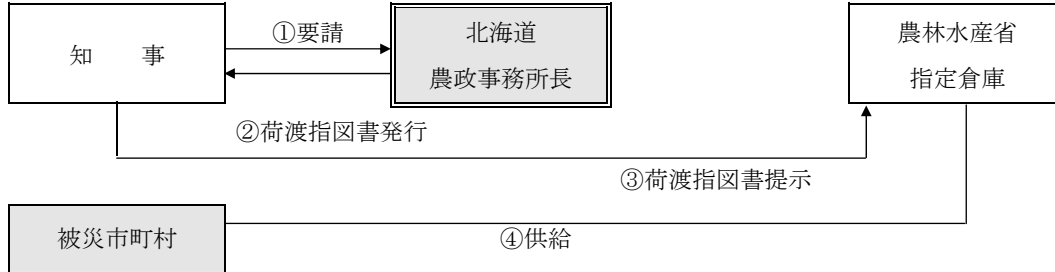 知　　事
①要請
北海道
農政事務所長
農林水産省
指定倉庫
②荷渡指図書発行
③荷渡指図書提示
被災市町村
④供給